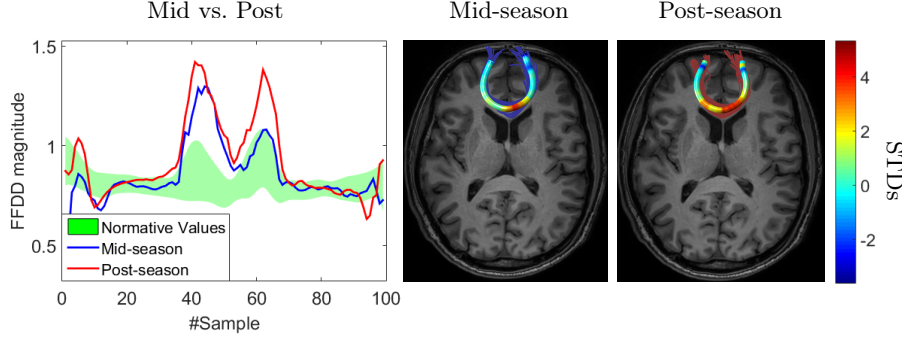 Mid vs. Post
Mid-season
Post-season
1.5
1
0.5
FFDD magnitude
Normative Values
Mid-season
Post-season
0
20
40
60
80
100
#Sample
4
2
0
-2
STDs